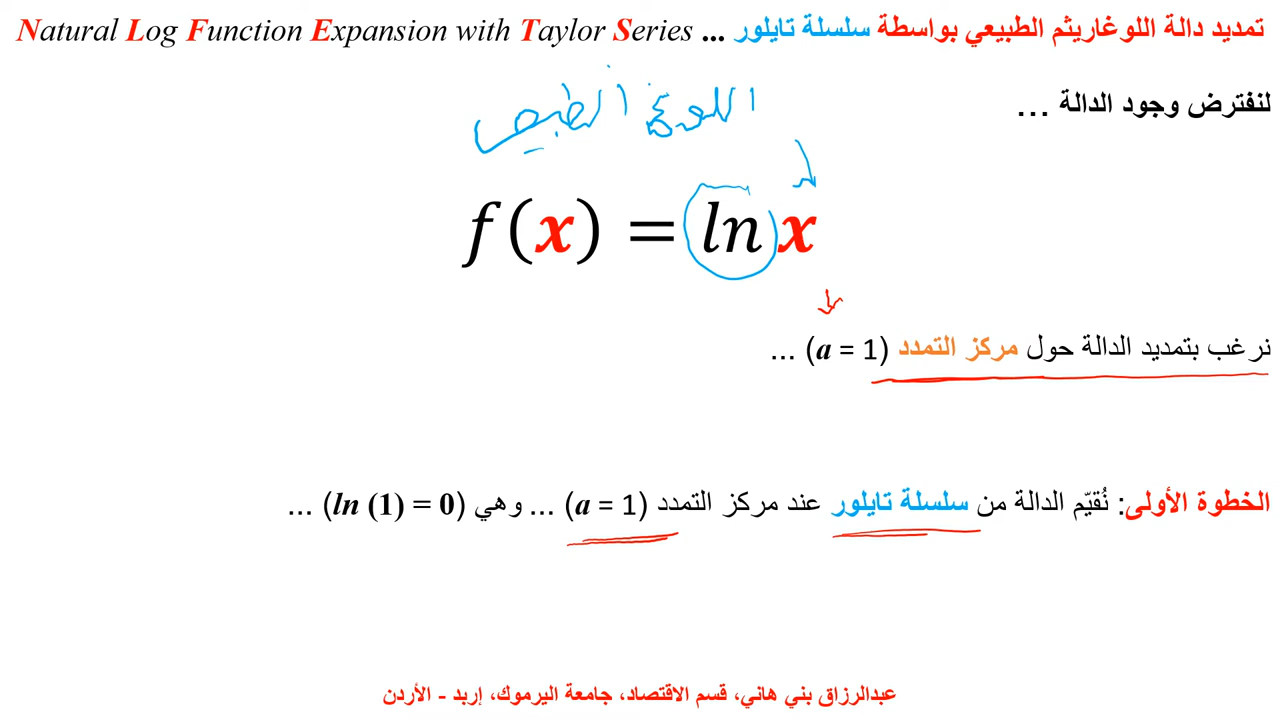 تمديد دالة اللوغاريثم الطبيعي بواسطة سلسلة تايلور ... Natural Log Function Expansion with Taylor Series
لنفترض وجود الدالة ...
f(x) = ln x
نرغب بتمديد الدالة حول مركز التمدد (a = 1) ...
الخطوة الأولى: نُقيّم الدالة من سلسلة تايلور عند مركز التمدد (a = 1) ... وهي (ln (1) = 0) ...
عبدالرزاق بني هاني، قسم الاقتصاد، جامعة اليرموك، إربد - الأردن